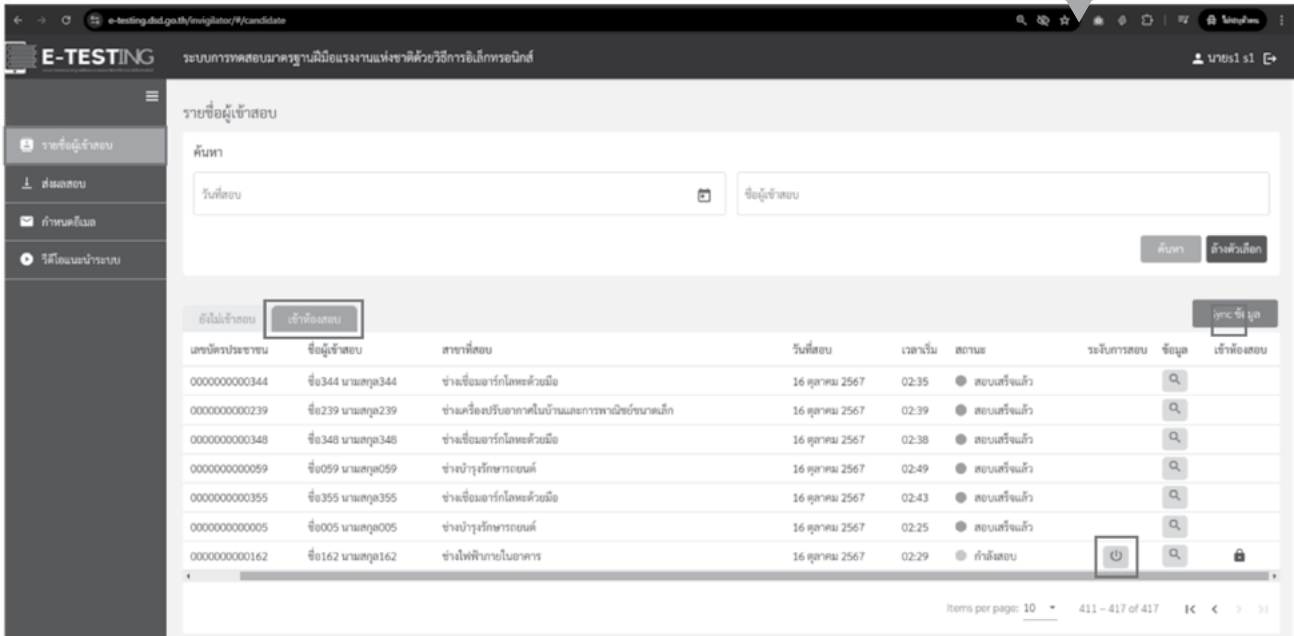 e-testing.dsd.go.th/invigilator/#/candidate
E-TESTING ระบบการทดสอบมาตรฐานฝีมือแรงงานแห่งชาติด้วยวิธีการอิเล็กทรอนิกส์ นายs1 s1
รายชื่อผู้เข้าสอบ
ส่งผลสอบ
กำหนดอีเมล
วิดีโอแนะนำระบบ
รายชื่อผู้เข้าสอบ
ค้นหา
วันที่สอบ ชื่อผู้เข้าสอบ
ค้นหา ล้างตัวเลือก
ยังไม่เข้าสอบ เข้าห้องสอบ sync ข้อมูล
เลขบัตรประชาชน ชื่อผู้เข้าสอบ สาขาที่สอบ วันที่สอบ เวลาเริ่ม สถานะ ระงับการสอบ ข้อมูล เข้าห้องสอบ
0000000000344 ชื่อ344 นามสกุล344 ช่างเชื่อมอาร์กโลหะด้วยมือ 16 ตุลาคม 2567 02:35 สอบเสร็จแล้ว
0000000000239 ชื่อ239 นามสกุล239 ช่างเครื่องปรับอากาศในบ้านและการพาณิชย์ขนาดเล็ก 16 ตุลาคม 2567 02:39 สอบเสร็จแล้ว
0000000000348 ชื่อ348 นามสกุล348 ช่างเชื่อมอาร์กโลหะด้วยมือ 16 ตุลาคม 2567 02:38 สอบเสร็จแล้ว
0000000000059 ชื่อ059 นามสกุล059 ช่างบำรุงรักษารถยนต์ 16 ตุลาคม 2567 02:49 สอบเสร็จแล้ว
0000000000355 ชื่อ355 นามสกุล355 ช่างเชื่อมอาร์กโลหะด้วยมือ 16 ตุลาคม 2567 02:43 สอบเสร็จแล้ว
0000000000005 ชื่อ005 นามสกุล005 ช่างบำรุงรักษารถยนต์ 16 ตุลาคม 2567 02:25 สอบเสร็จแล้ว
0000000000162 ชื่อ162 นามสกุล162 ช่างไฟฟ้าภายในอาคาร 16 ตุลาคม 2567 02:29 กำลังสอบ
Items per page: 10 411 – 417 of 417